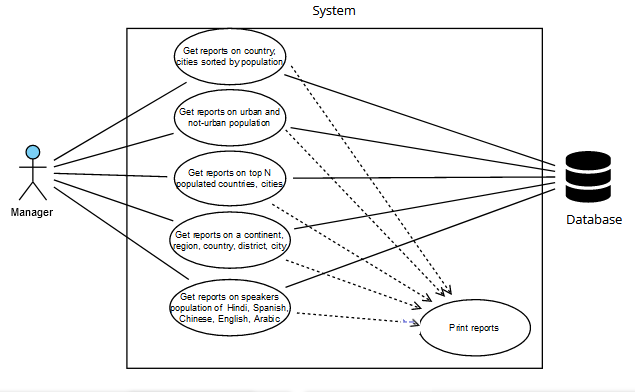 System
Get reports on country,
cities sorted by population
Get reports on urban and
not-urban population
Get reports on top N
populated countries, cities
Get reports on a continent,
region, country, district, city
Get reports on speakers
population of Hindi, Spanish,
Chinese, English, Arabic
Manager
Database
Print reports